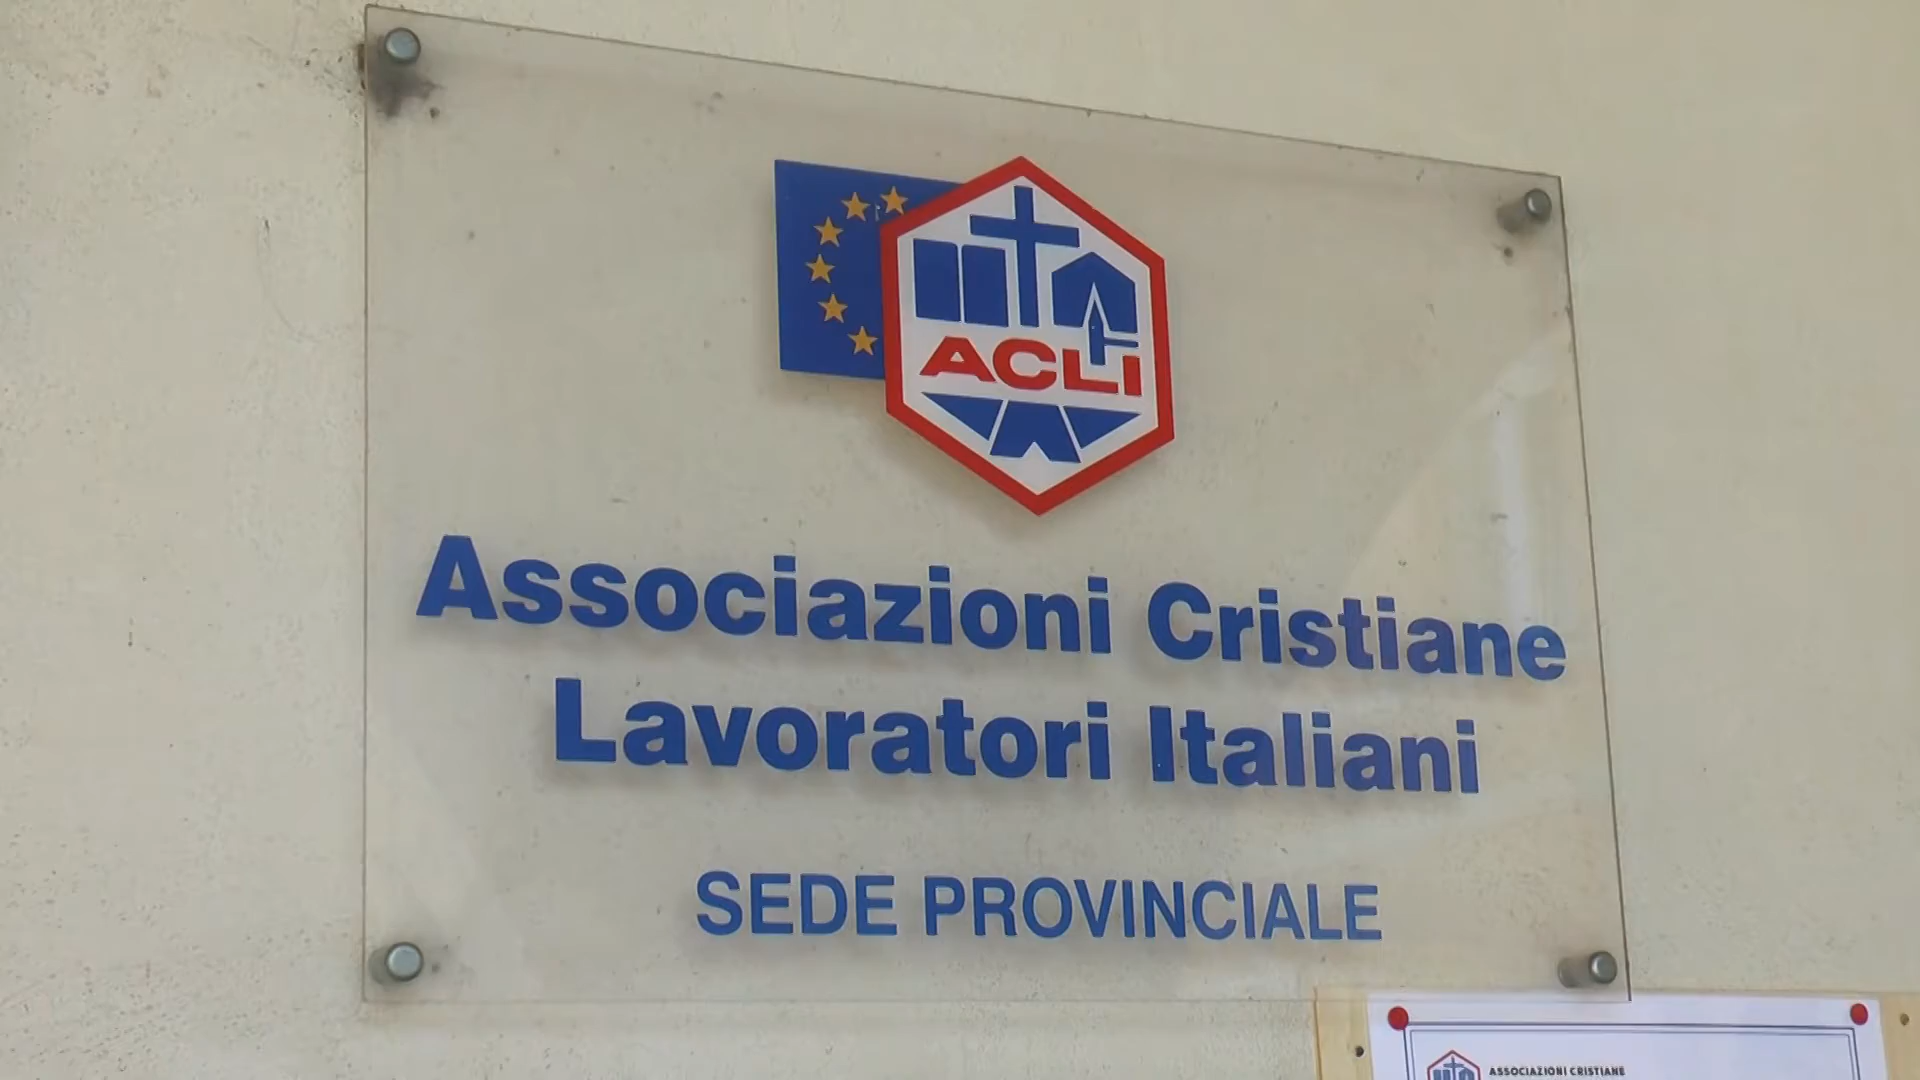 ACLI
Associazioni Cristiane
Lavoratori Italiani
SEDE PROVINCIALE
ASSOCIAZIONI CRISTIANE